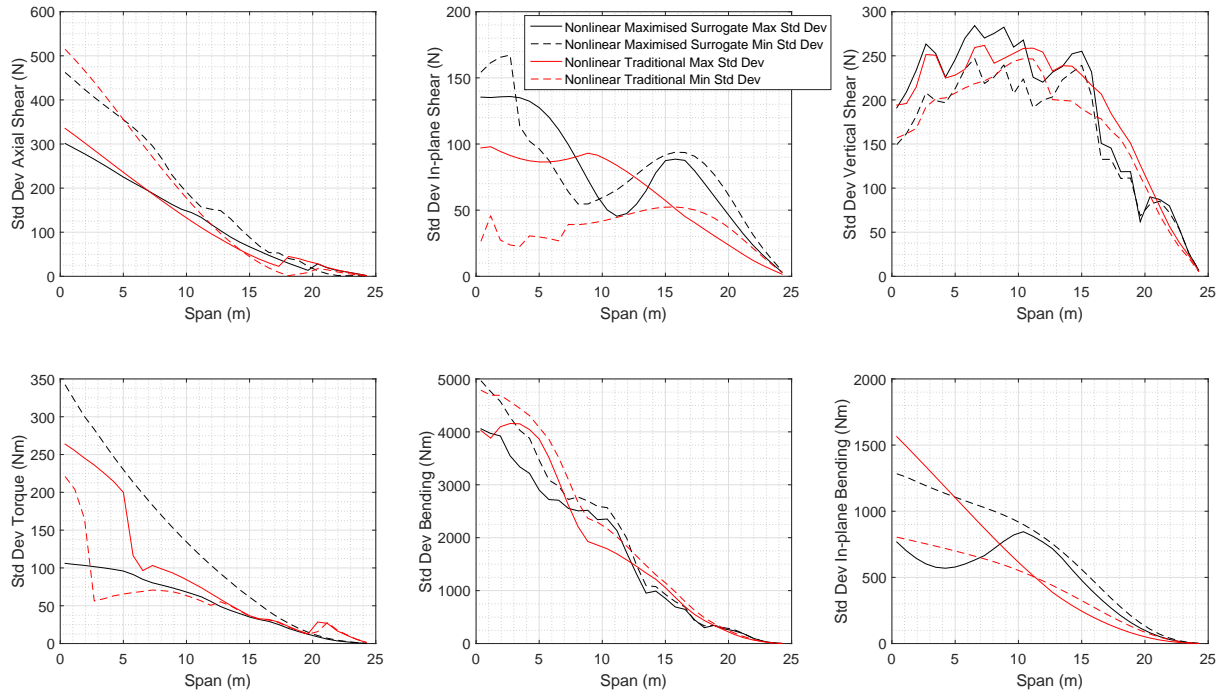 600
500
400
300
200
100
0
0 5 10 15 20 25
Span (m)
Std Dev Axial Shear (N)
200
150
100
50
0
0 5 10 15 20 25
Span (m)
Std Dev In-plane Shear (N)
Nonlinear Maximised Surrogate Max Std Dev
Nonlinear Maximised Surrogate Min Std Dev
Nonlinear Traditional Max Std Dev
Nonlinear Traditional Min Std Dev
300
250
200
150
100
50
0
0 5 10 15 20 25
Span (m)
Std Dev Vertical Shear (N)
350
300
250
200
150
100
50
0
0 5 10 15 20 25
Span (m)
Std Dev Torque (Nm)
5000
4000
3000
2000
1000
0
0 5 10 15 20 25
Span (m)
Std Dev Bending (Nm)
2000
1500
1000
500
0
0 5 10 15 20 25
Span (m)
Std Dev In-plane Bending (Nm)